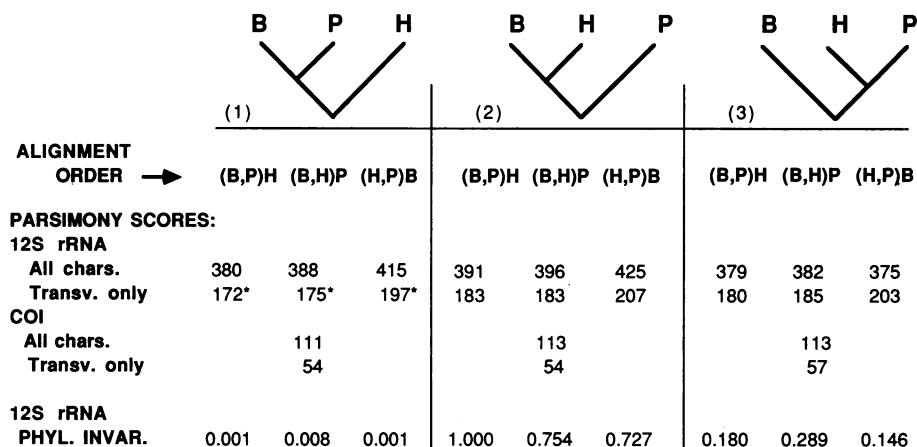 B P H B H P B H P
(1) (2) (3)
ALIGNMENT
ORDER → (B,P)H (B,H)P (H,P)B (B,P)H (B,H)P (H,P)B (B,P)H (B,H)P (H,P)B
PARSIMONY SCORES:
12S rRNA
All chars. 380 388 415 391 396 425 379 382 375
Transv. only 172* 175* 197* 183 183 207 180 185 203
COI
All chars. 111 113 113
Transv. only 54 54 57
12S rRNA
PHYL. INVAR. 0.001 0.008 0.001 1.000 0.754 0.727 0.180 0.289 0.146